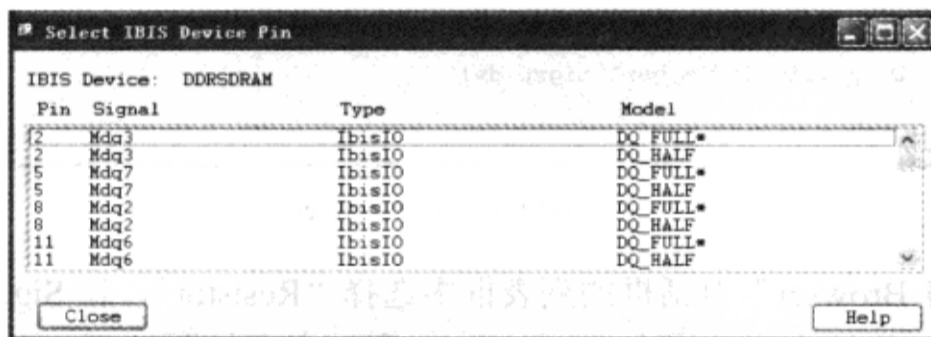 Select IBIS Device Pin
IBIS Device: DDRSDRAM
Pin Signal Type Model
2 Mdq3 IbisIO DQ_FULL*
2 Mdq3 IbisIO DQ_HALF
5 Mdq7 IbisIO DQ_FULL*
5 Mdq7 IbisIO DQ_HALF
8 Mdq2 IbisIO DQ_FULL*
8 Mdq2 IbisIO DQ_HALF
11 Mdq6 IbisIO DQ_FULL*
11 Mdq6 IbisIO DQ_HALF
Close Help